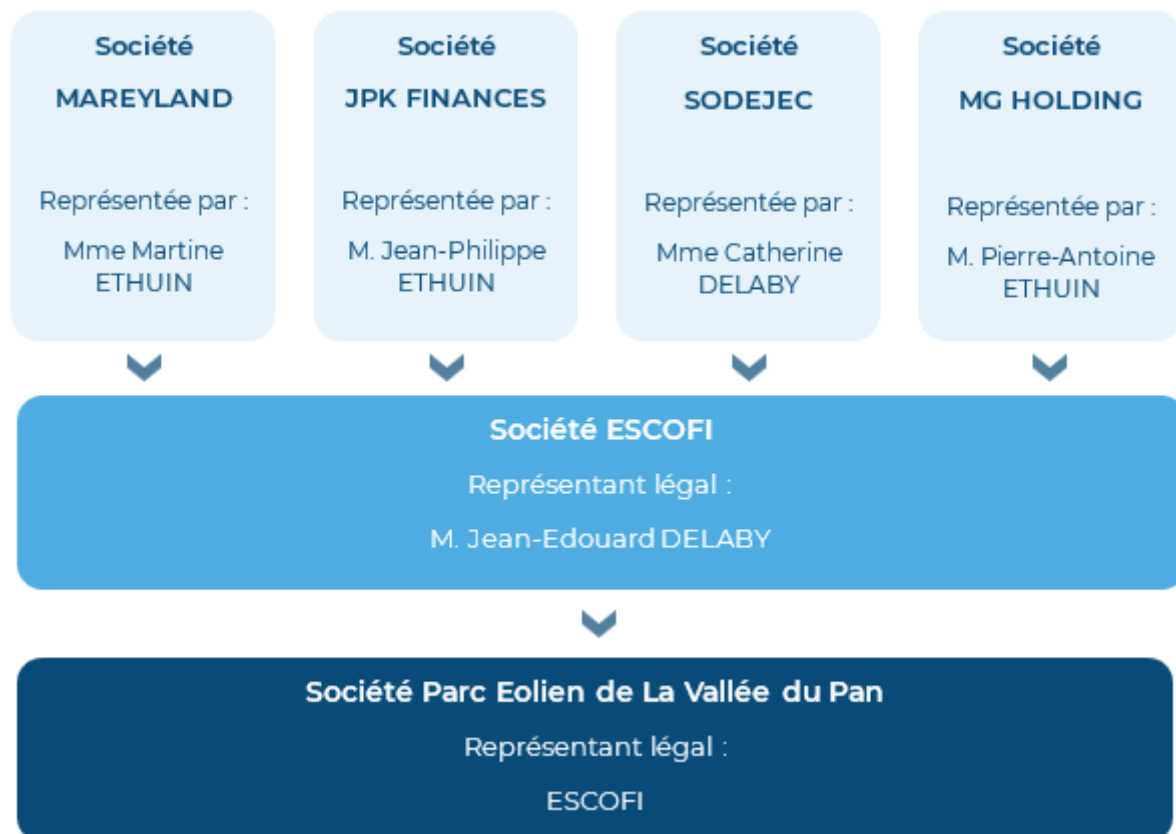 Société
MAREYLAND
Représentée par :
Mme Martine
ETHUIN
Société
JPK FINANCES
Représentée par :
M. Jean-Philippe
ETHUIN
Société
SODEJEC
Représentée par :
Mme Catherine
DELABY
Société
MG HOLDING
Représentée par :
M. Pierre-Antoine
ETHUIN
Société ESCOFI
Représentant légal :
M. Jean-Edouard DELABY
Société Parc Eolien de La Vallée du Pan
Représentant légal :
ESCOFI